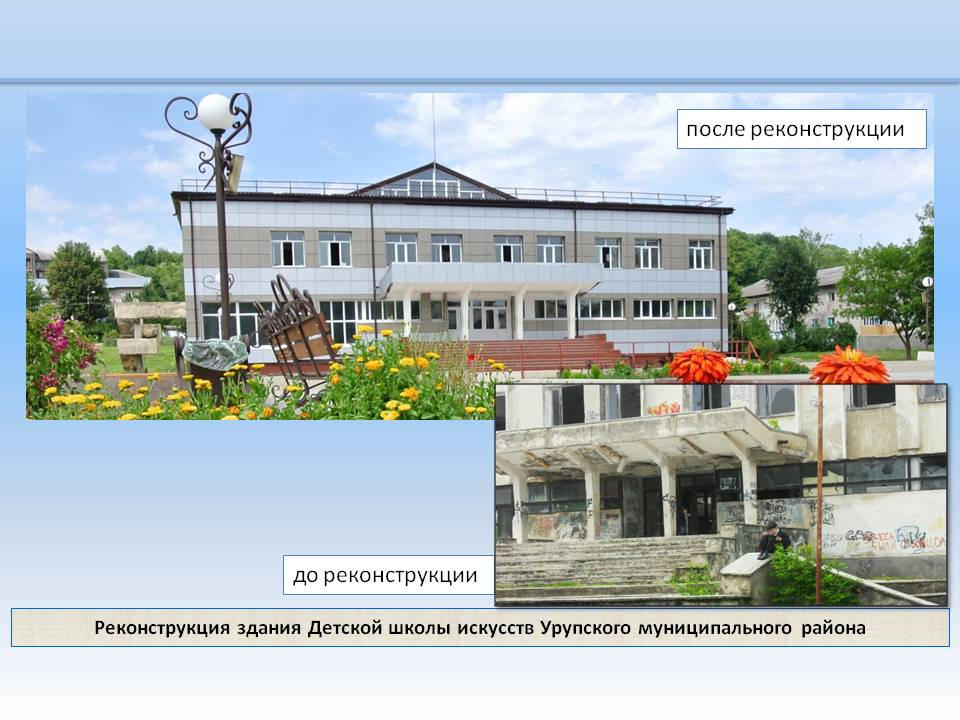 после реконструкции
до реконструкции
Реконструкция здания Детской школы искусств Урупского муниципального района